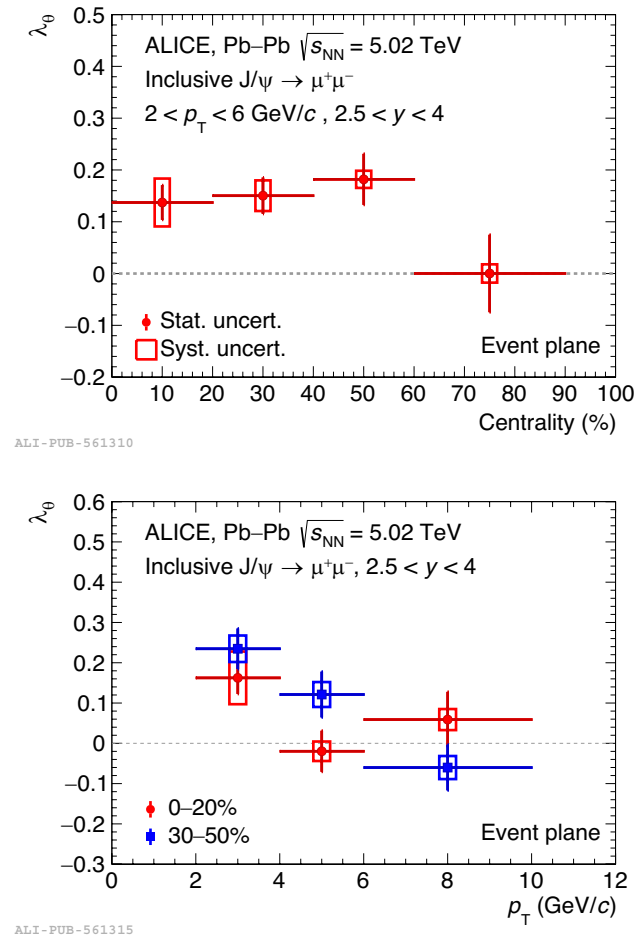 λθ
0.5
ALICE, Pb–Pb √sNN = 5.02 TeV
0.4
Inclusive J/ψ → μ+μ−
0.3
2 < pT < 6 GeV/c , 2.5 < y < 4
0.2
0.1
0
−0.1
Stat. uncert.
Syst. uncert.
Event plane
−0.2
0 10 20 30 40 50 60 70 80 90 100
Centrality (%)
ALI-PUB-561310
λθ
0.6
ALICE, Pb–Pb √sNN = 5.02 TeV
0.5
Inclusive J/ψ → μ+μ−, 2.5 < y < 4
0.4
0.3
0.2
0.1
0
−0.1
0–20%
−0.2
30–50%
Event plane
−0.3
0 2 4 6 8 10 12
pT (GeV/c)
ALI-PUB-561315